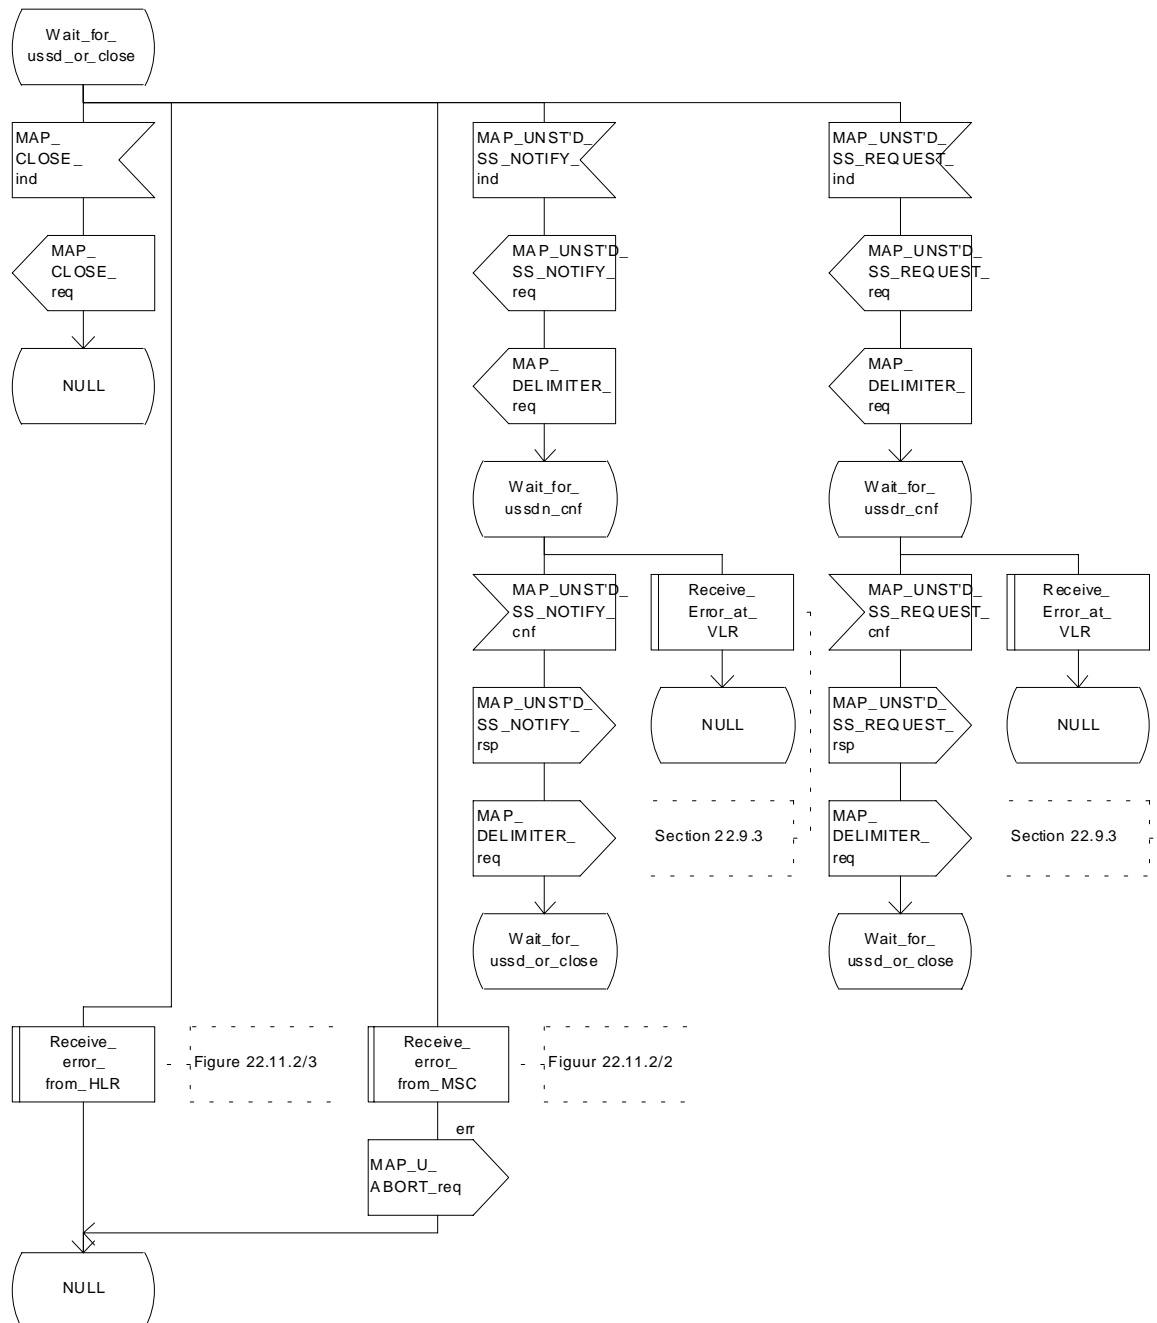 Wait_for_
ussd_or_close
MAP_
CLOSE_
ind
MAP_UNST'D_
SS_NOTIFY_
ind
MAP_UNST'D_
SS_REQUEST_
ind
MAP_
CLOSE_
req
MAP_UNST'D_
SS_NOTIFY_
req
MAP_UNST'D_
SS_REQUEST_
req
NULL
MAP_
DELIMITER_
req
MAP_
DELIMITER_
req
Wait_for_
ussdn_cnf
Wait_for_
ussdr_cnf
MAP_UNST'D_
SS_NOTIFY_
cnf
Receive_
Error_at_
VLR
MAP_UNST'D_
SS_REQUEST_
cnf
Receive_
Error_at_
VLR
MAP_UNST'D_
SS_NOTIFY_
rsp
NULL
MAP_UNST'D_
SS_REQUEST_
rsp
NULL
MAP_
DELIMITER_
req
Section 22.9.3
MAP_
DELIMITER_
req
Section 22.9.3
Wait_for_
ussd_or_close
Wait_for_
ussd_or_close
Receive_
error_
from_HLR
Figure 22.11.2/3
Receive_
error_
from_MSC
Figuur 22.11.2/2
err
MAP_U_
ABORT_req
NULL